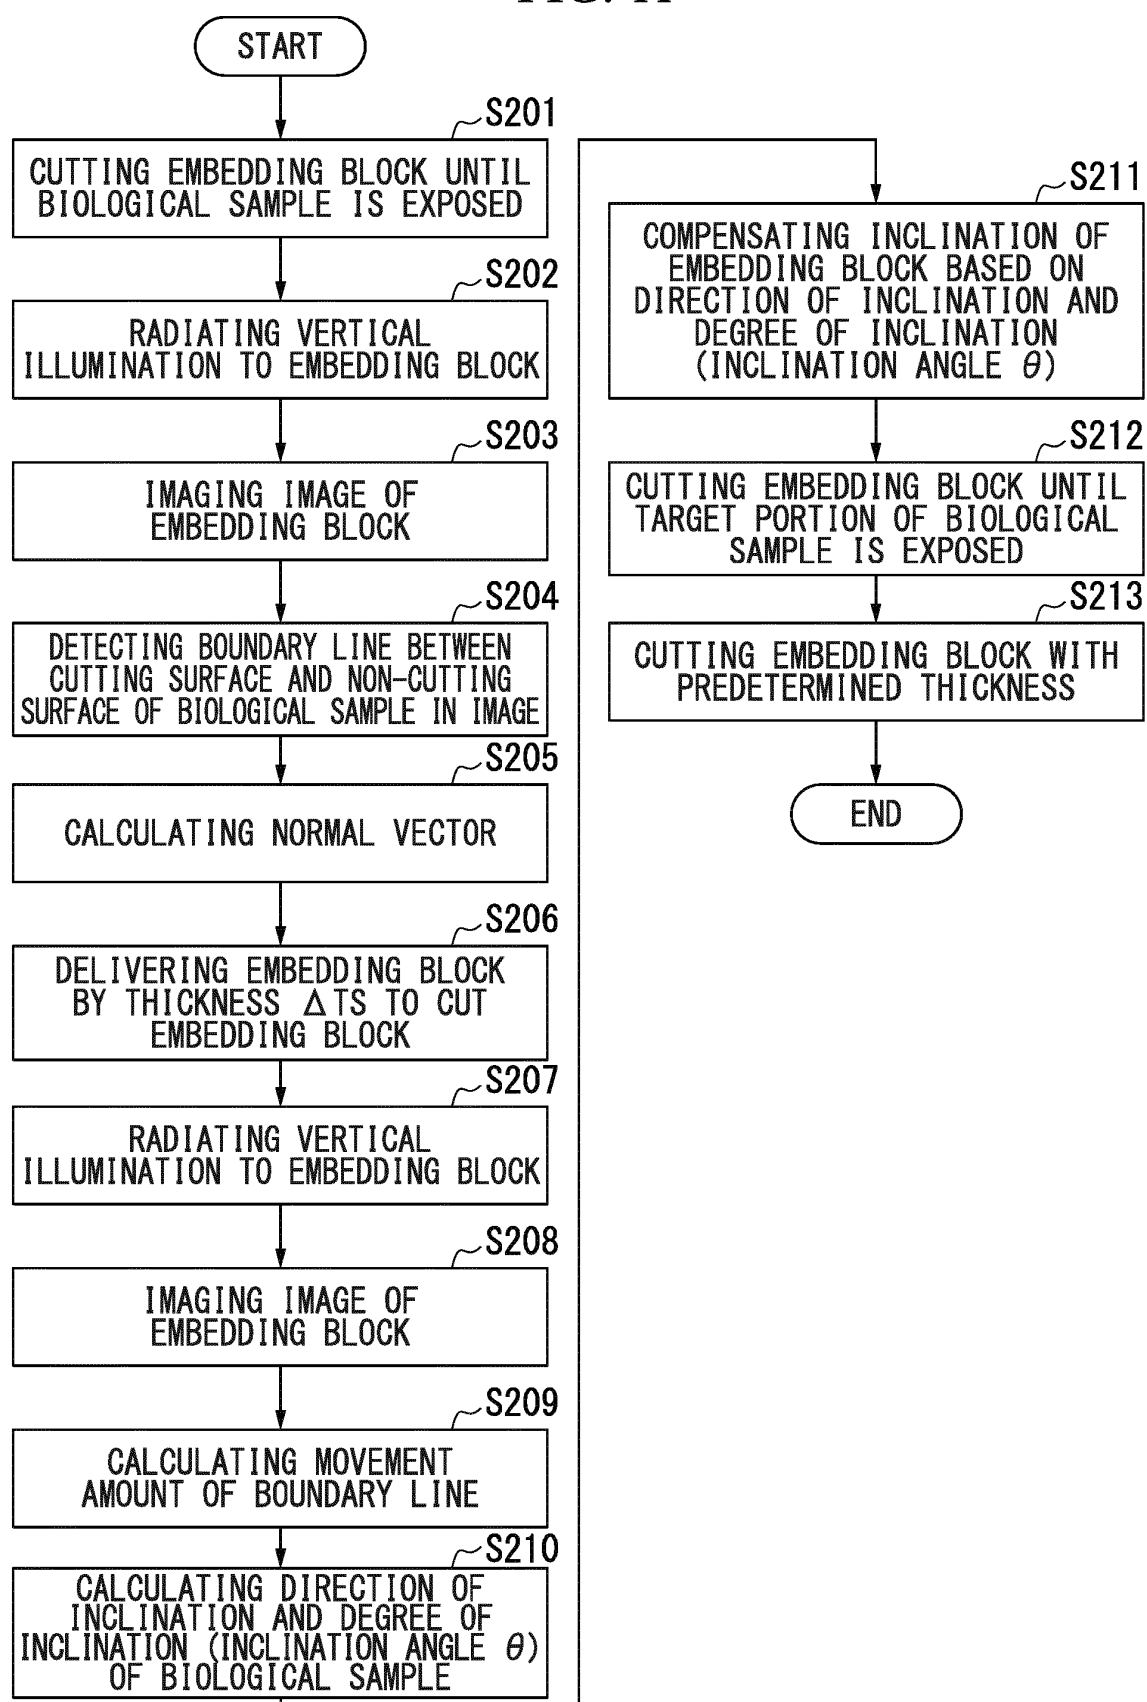 START
S201
CUTTING EMBEDDING BLOCK UNTIL
BIOLOGICAL SAMPLE IS EXPOSED
S202
RADIATING VERTICAL
ILLUMINATION TO EMBEDDING BLOCK
S203
IMAGING IMAGE OF
EMBEDDING BLOCK
S204
DETECTING BOUNDARY LINE BETWEEN
CUTTING SURFACE AND NON-CUTTING
SURFACE OF BIOLOGICAL SAMPLE IN IMAGE
S205
CALCULATING NORMAL VECTOR
S206
DELIVERING EMBEDDING BLOCK
BY THICKNESS ΔTS TO CUT
EMBEDDING BLOCK
S207
RADIATING VERTICAL
ILLUMINATION TO EMBEDDING BLOCK
S208
IMAGING IMAGE OF
EMBEDDING BLOCK
S209
CALCULATING MOVEMENT
AMOUNT OF BOUNDARY LINE
S210
CALCULATING DIRECTION OF
INCLINATION AND DEGREE OF
INCLINATION (INCLINATION ANGLE θ)
OF BIOLOGICAL SAMPLE
S211
COMPENSATING INCLINATION OF
EMBEDDING BLOCK BASED ON
DIRECTION OF INCLINATION AND
DEGREE OF INCLINATION
(INCLINATION ANGLE θ)
S212
CUTTING EMBEDDING BLOCK UNTIL
TARGET PORTION OF BIOLOGICAL
SAMPLE IS EXPOSED
S213
CUTTING EMBEDDING BLOCK WITH
PREDETERMINED THICKNESS
END